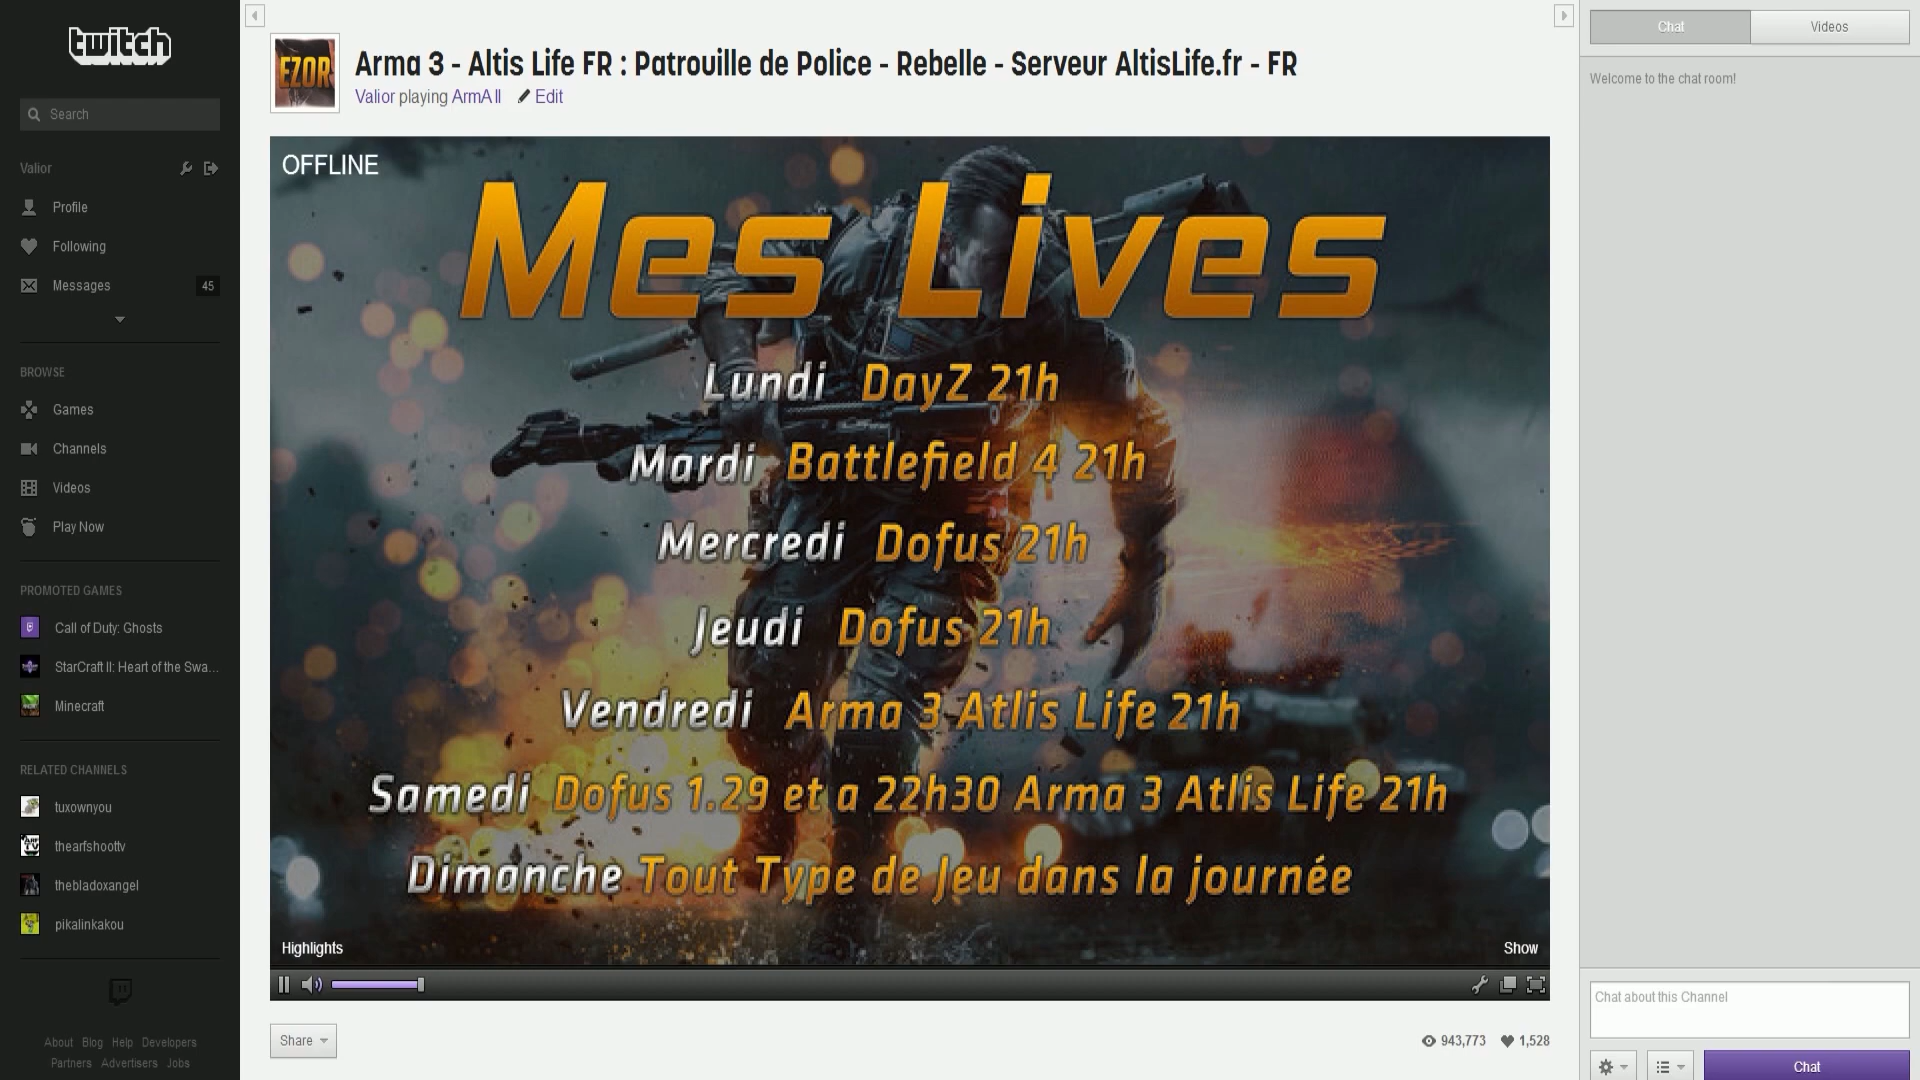 twitch
Search
Valior
Profile
Following
Messages 45
BROWSE
Games
Channels
Videos
Play Now
PROMOTED GAMES
Call of Duty: Ghosts
StarCraft II: Heart of the Swa...
Minecraft
RELATED CHANNELS
tuxownyou
thearfshoottv
thebladoxangel
pikalinkakou
About Blog Help Developers
Partners Advertisers Jobs
EZOR
Arma 3 - Altis Life FR : Patrouille de Police - Rebelle - Serveur AltisLife.fr - FR
Valior playing ArmA II Edit
OFFLINE
Mes Lives
Lundi DayZ 21h
Mardi Battlefield 4 21h
Mercredi Dofus 21h
Jeudi Dofus 21h
Vendredi Arma 3 Atlis Life 21h
Samedi Dofus 1.29 et a 22h30 Arma 3 Atlis Life 21h
Dimanche Tout Type de Jeu dans la journée
Highlights Show
Share 943,773 1,528
Chat Videos
Welcome to the chat room!
Chat about this Channel
Chat